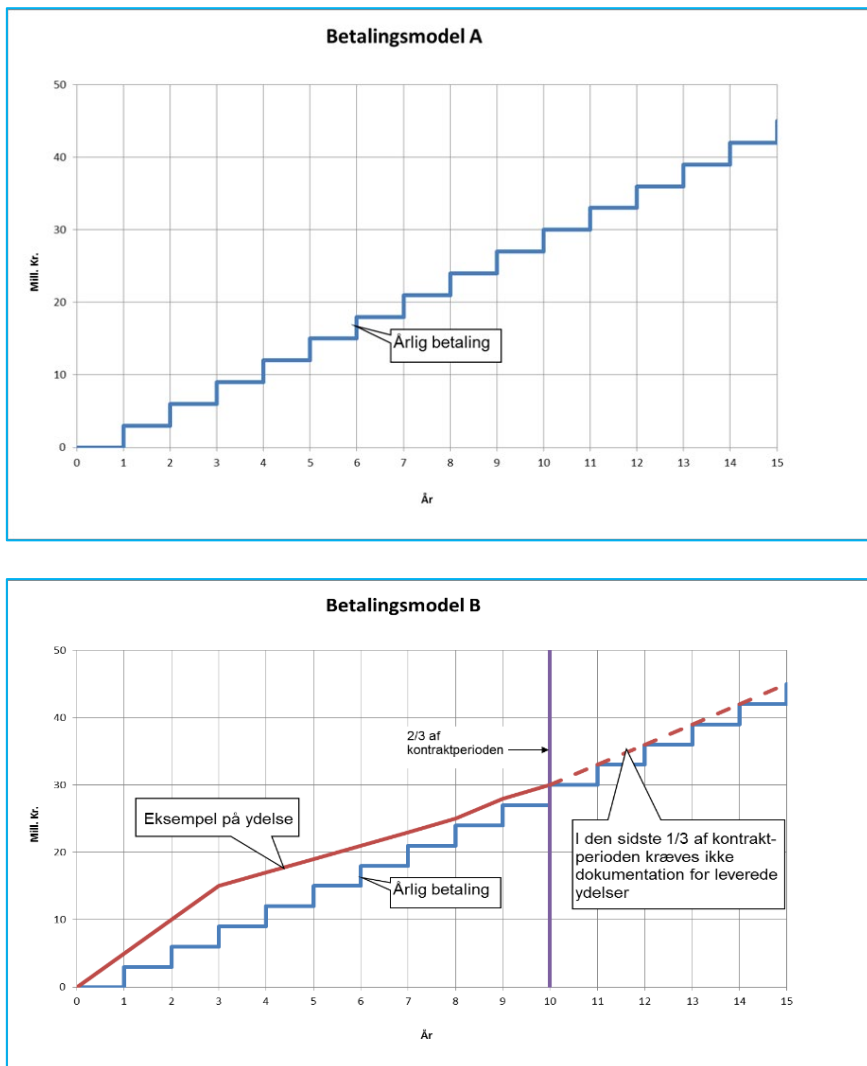 Betalingsmodel A
50
40
30
20
10
0
Mill. Kr.
Årlig betaling
0 1 2 3 4 5 6 7 8 9 10 11 12 13 14 15
År
Betalingsmodel B
50
40
30
20
10
0
Mill. Kr.
2/3 af
kontraktperioden
Eksempel på ydelse
Årlig betaling
I den sidste 1/3 af kontrakt-
perioden kræves ikke
dokumentation for leverede
ydelser
0 1 2 3 4 5 6 7 8 9 10 11 12 13 14 15
År